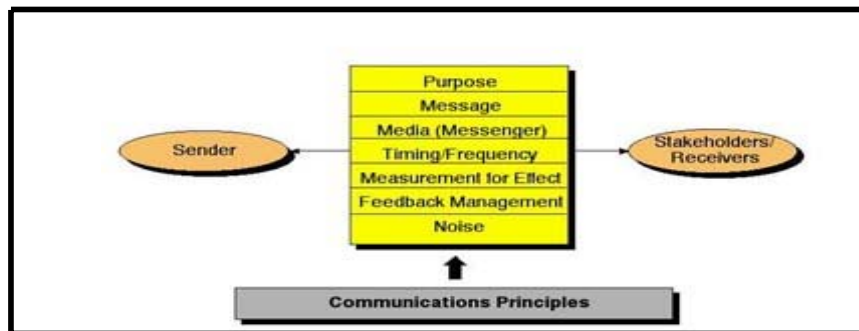 Purpose
Message
Media (Messenger)
Timing/Frequency
Measurement for Effect
Feedback Management
Noise
Sender
Stakeholders/
Receivers
Communications Principles